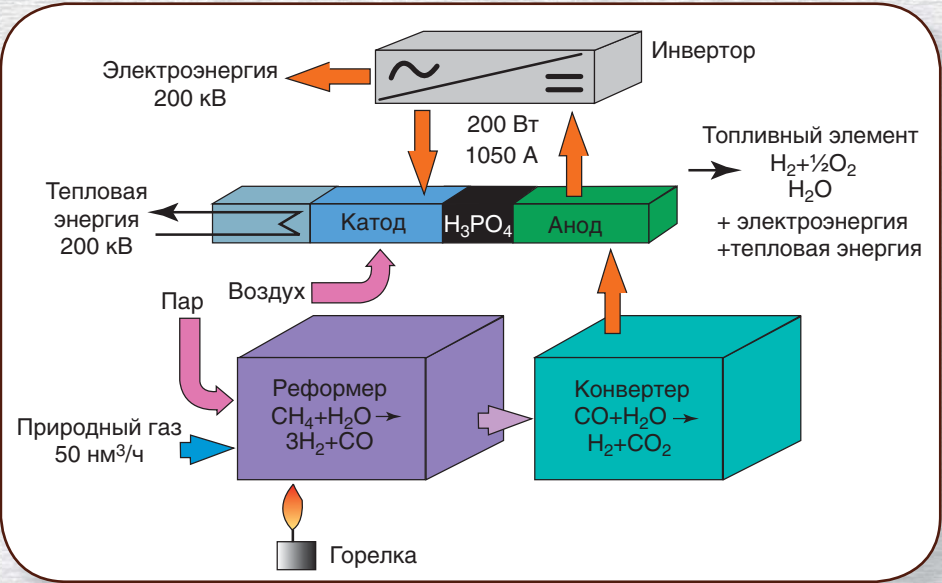 Инвертор
Электроэнергия
200 кВ
200 Вт
1050 А
Топливный элемент
H₂+½O₂
H₂O
+ электроэнергия
+тепловая энергия
Тепловая
энергия
200 кВ
Катод
H₃PO₄
Анод
Воздух
Пар
Реформер
CH₄+H₂O→
3H₂+CO
Конвертер
CO+H₂O→
H₂+CO₂
Природный газ
50 нм³/ч
Горелка